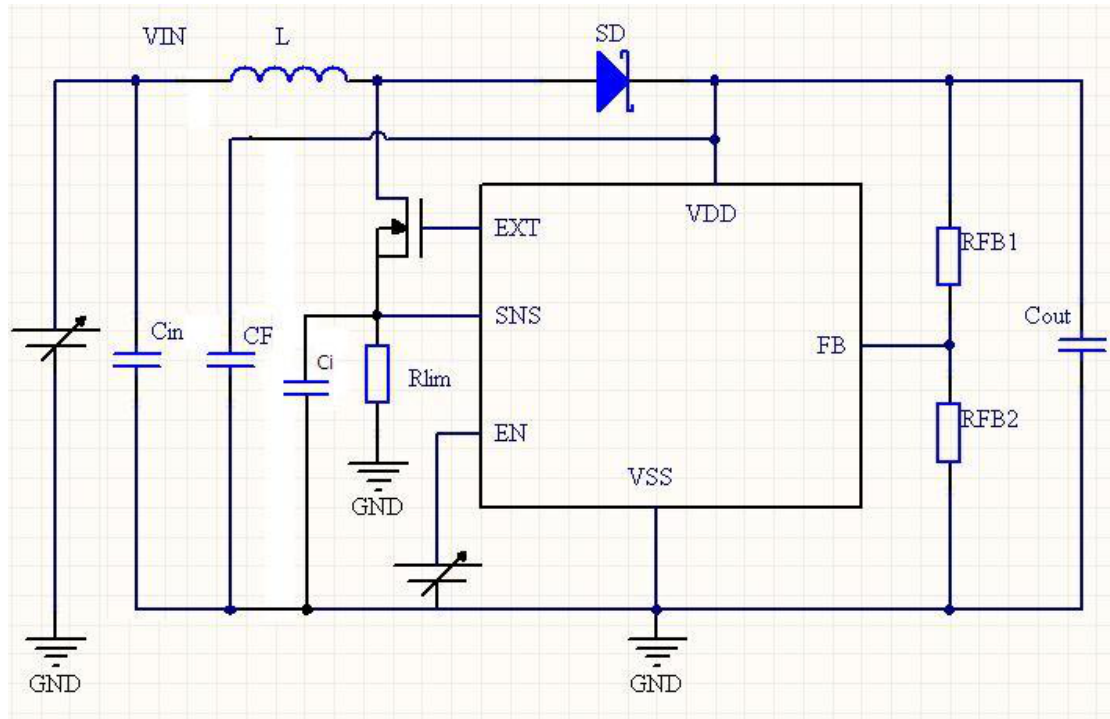 VIN
L
SD
VDD
EXT
RFB1
SNS
Cout
Cin
CF
FB
Ci
Rlim
EN
RFB2
VSS
GND
GND
GND